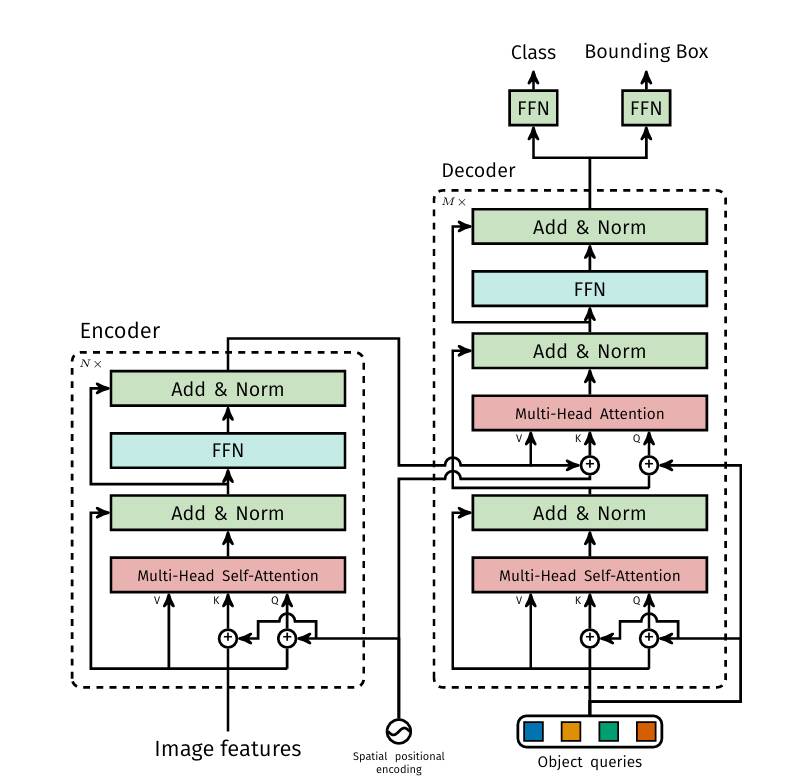 Class Bounding Box
FFN FFN
Decoder
M×
Add & Norm
FFN
Add & Norm
Multi-Head Attention
V K Q
Add & Norm
Multi-Head Self-Attention
V K Q
Encoder
N×
Add & Norm
FFN
Add & Norm
Multi-Head Self-Attention
V K Q
Image features
Spatial positional
encoding
Object queries